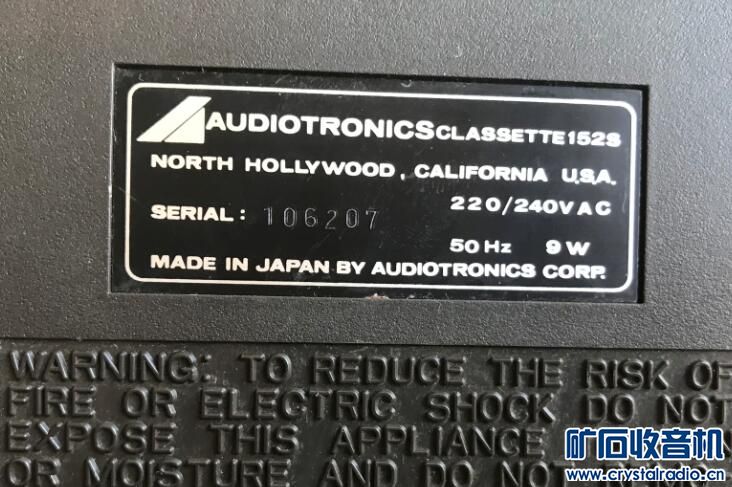 AUDIOTRONICS CLASSETTE 152S
NORTH HOLLYWOOD, CALIFORNIA U.S.A.
SERIAL: 106207 220/240V AC
50 Hz 9 W
MADE IN JAPAN BY AUDIOTRONICS CORP.
WARNING: TO REDUCE THE RISK OF
FIRE OR ELECTRIC SHOCK DO NOT
EXPOSE THIS APPLIANCE
OR MOISTURE AND DO NOT
矿石收音机
www.crystalradio.cn